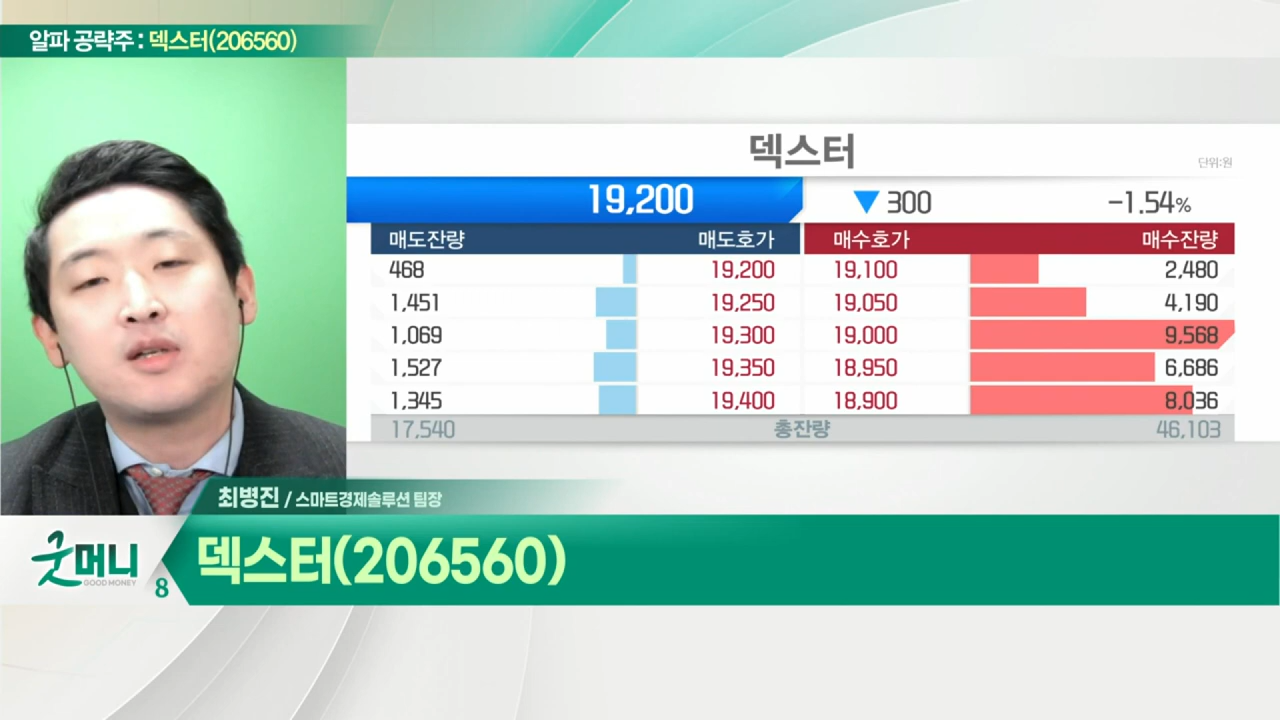 알파 공략주 : 덱스터(206560)
덱스터
단위:원
19,200 ▼ 300 -1.54%
매도잔량 매도호가 매수호가 매수잔량
468 19,200 19,100 2,480
1,451 19,250 19,050 4,190
1,069 19,300 19,000 9,568
1,527 19,350 18,950 6,686
1,345 19,400 18,900 8,036
17,540 총잔량 46,103
최병진 / 스마트경제솔루션 팀장
굿머니
GOOD MONEY
8
덱스터(206560)